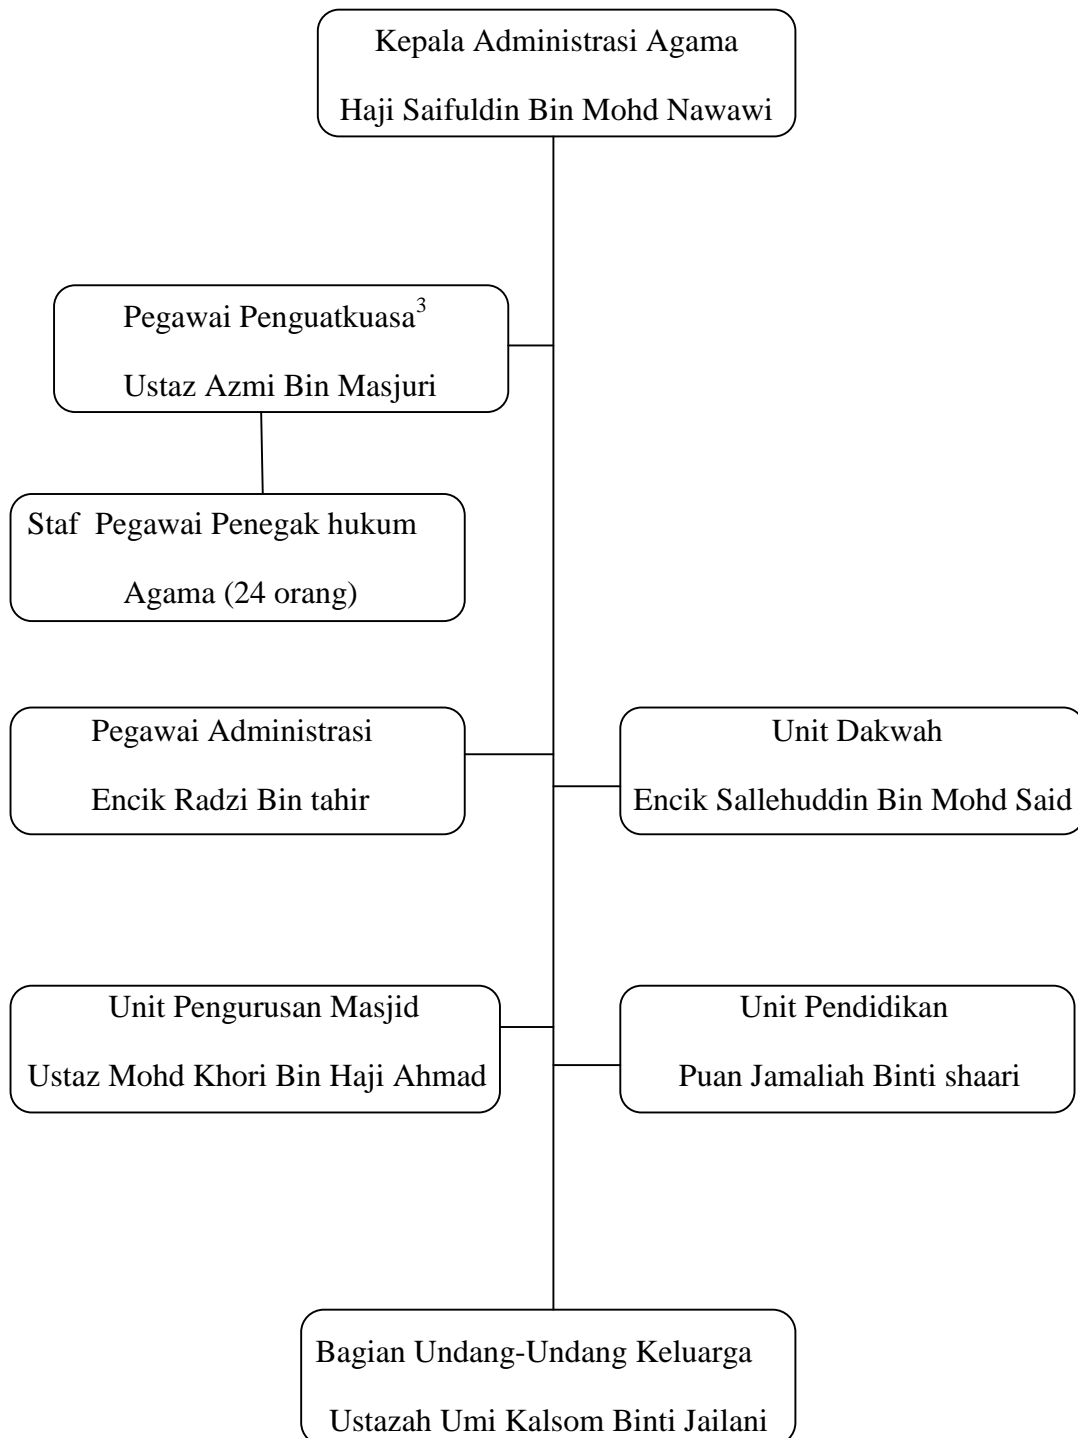 Kepala Administrasi Agama
Haji Saifuldin Bin Mohd Nawawi
Pegawai Penguatkuasa³
Ustaz Azmi Bin Masjuri
Staf Pegawai Penegak hukum
Agama (24 orang)
Pegawai Administrasi
Encik Radzi Bin tahir
Unit Dakwah
Encik Sallehuddin Bin Mohd Said
Unit Pengurusan Masjid
Ustaz Mohd Khori Bin Haji Ahmad
Unit Pendidikan
Puan Jamaliah Binti shaari
Bagian Undang-Undang Keluarga
Ustazah Umi Kalsom Binti Jailani